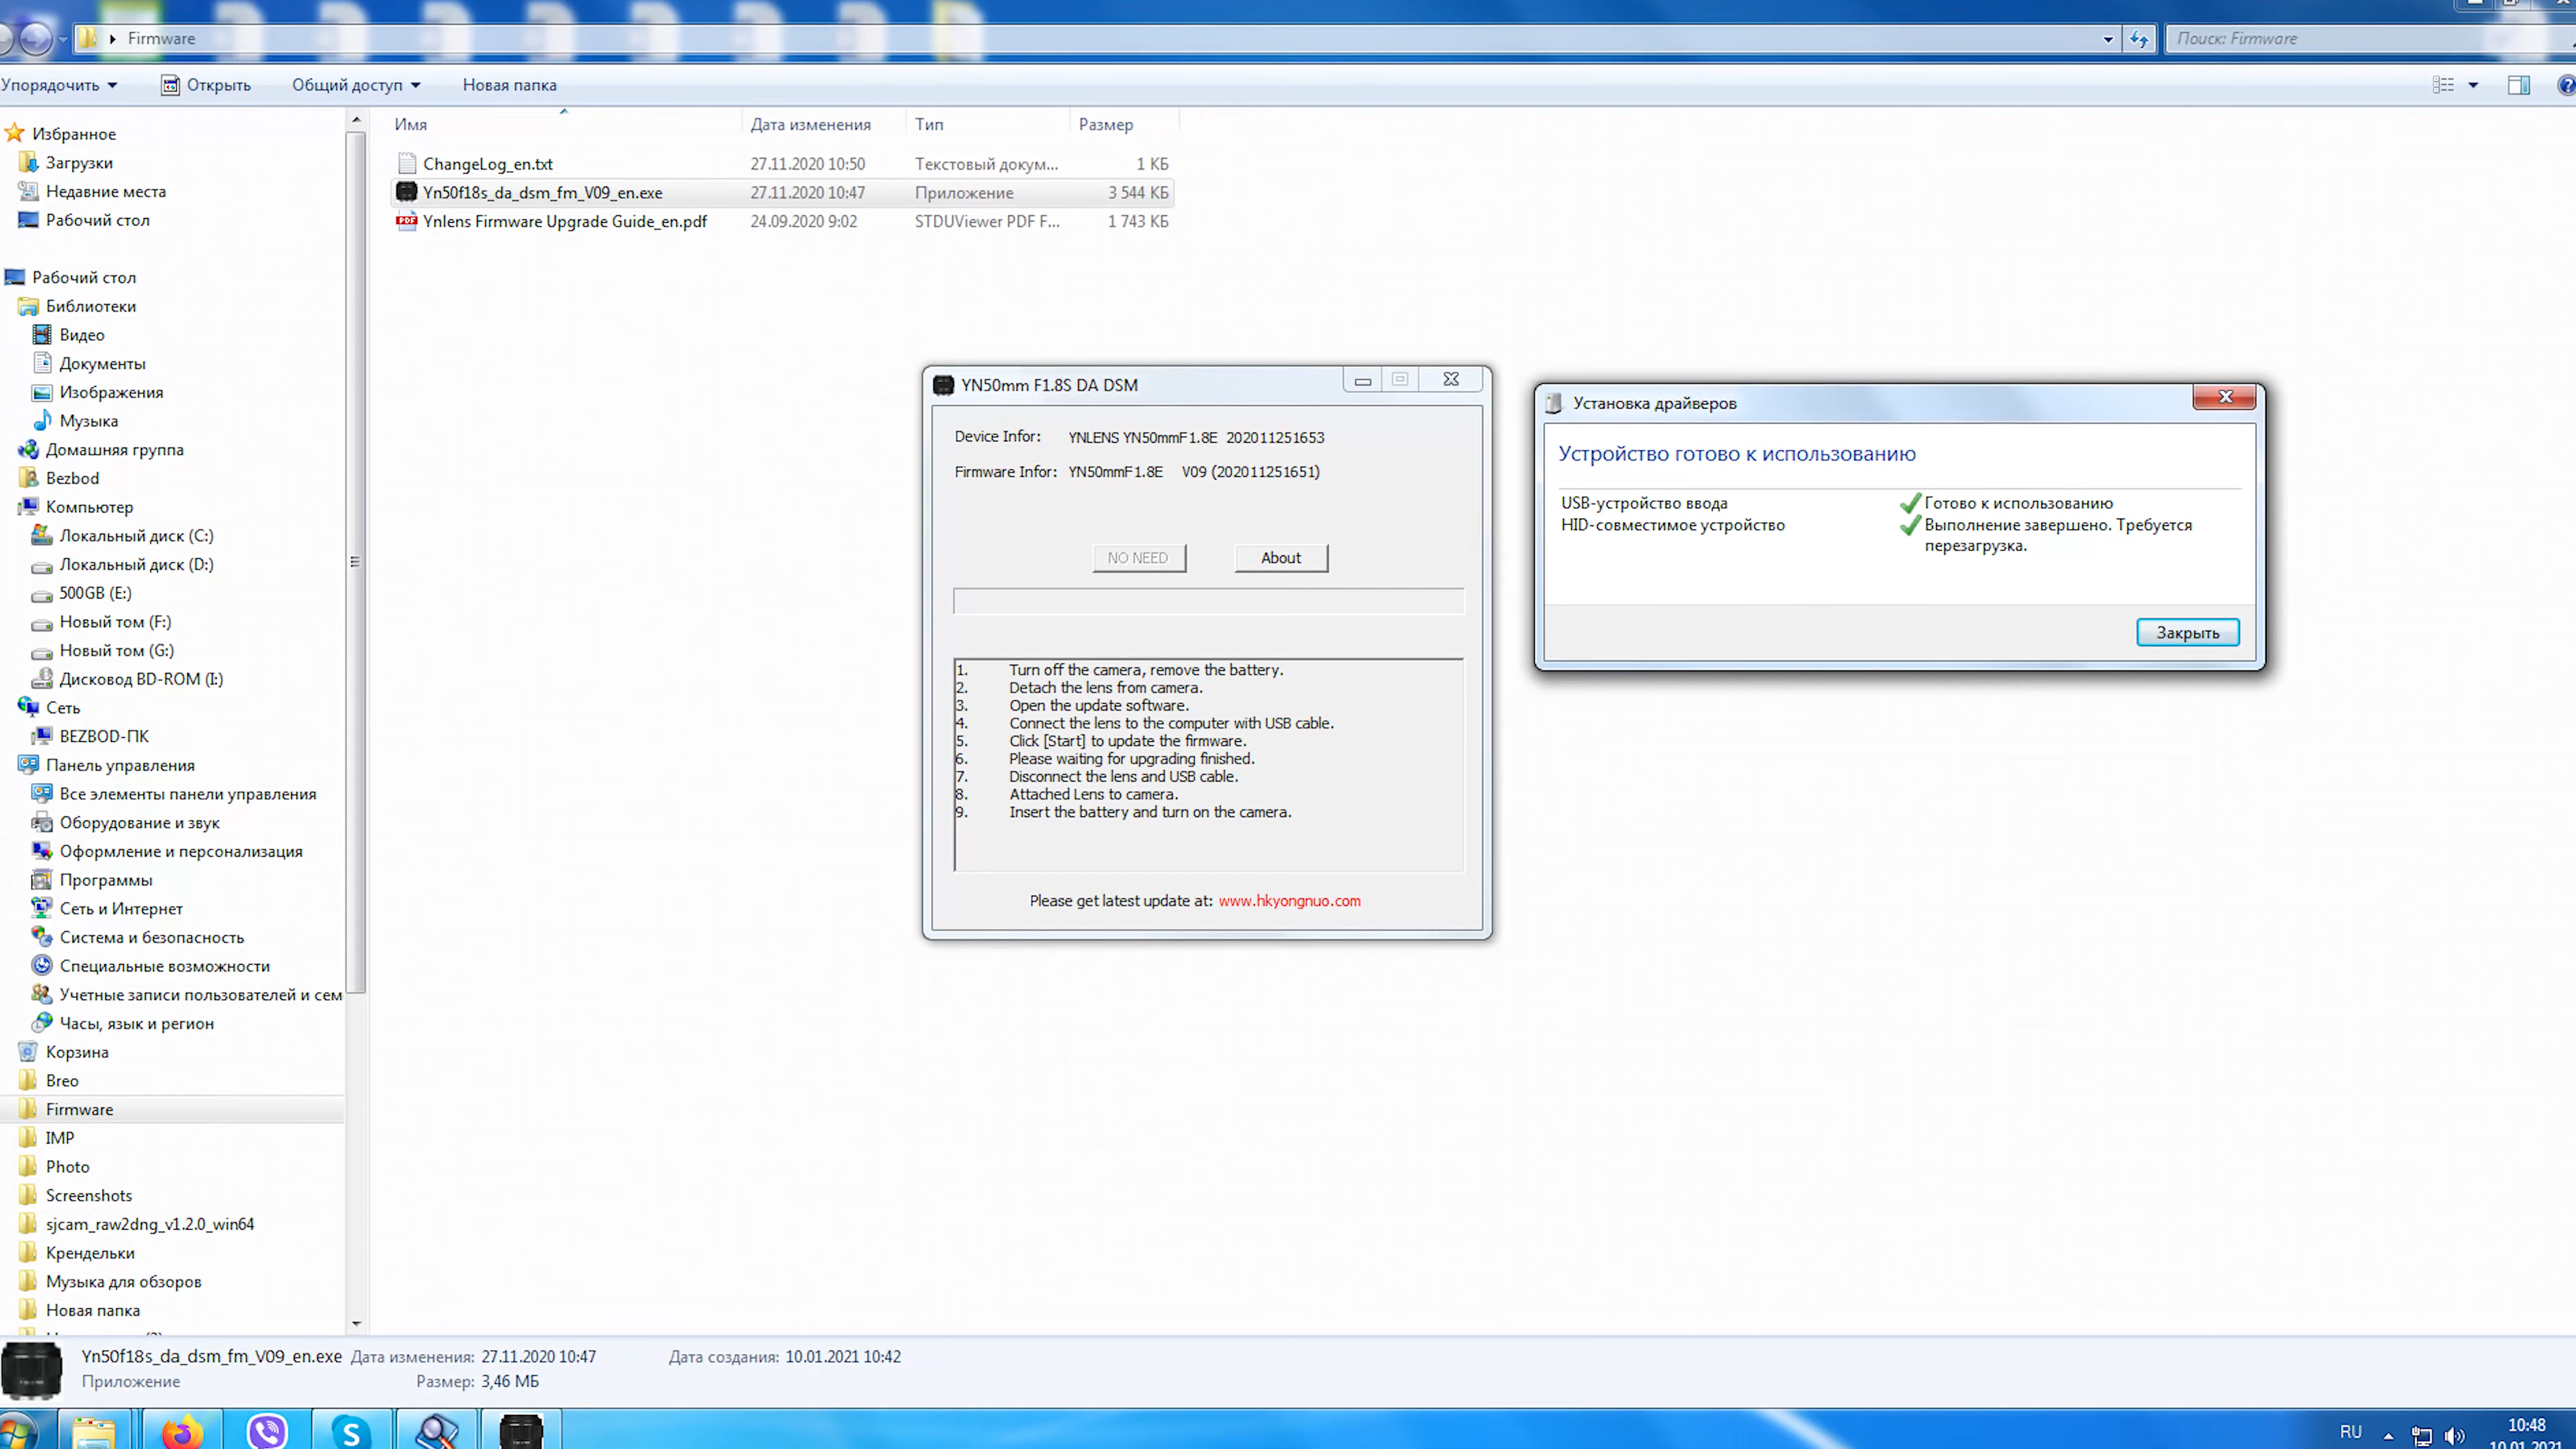 Firmware
Поиск: Firmware
Упорядочить
Открыть
Общий доступ
Новая папка
Избранное
Загрузки
Недавние места
Рабочий стол
Рабочий стол
Библиотеки
Видео
Документы
Изображения
Музыка
Домашняя группа
Bezbod
Компьютер
Локальный диск (C:)
Локальный диск (D:)
500GB (E:)
Новый том (F:)
Новый том (G:)
Дисковод BD-ROM (I:)
Сеть
BEZBOD-ПК
Панель управления
Все элементы панели управления
Оборудование и звук
Оформление и персонализация
Программы
Сеть и Интернет
Система и безопасность
Специальные возможности
Учетные записи пользователей и сем
Часы, язык и регион
Корзина
Breo
Firmware
IMP
Photo
Screenshots
sjcam_raw2dng_v1.2.0_win64
Крендельки
Музыка для обзоров
Новая папка
Имя Дата изменения Тип Размер
ChangeLog_en.txt 27.11.2020 10:50 Текстовый докум... 1 КБ
Yn50f18s_da_dsm_fm_V09_en.exe 27.11.2020 10:47 Приложение 3 544 КБ
Ynlens Firmware Upgrade Guide_en.pdf 24.09.2020 9:02 STDUViewer PDF F... 1 743 КБ
YN50mm F1.8S DA DSM
Device Infor: YNLENS YN50mmF1.8E 202011251653
Firmware Infor: YN50mmF1.8E V09 (202011251651)
NO NEED
About
1. Turn off the camera, remove the battery.
2. Detach the lens from camera.
3. Open the update software.
4. Connect the lens to the computer with USB cable.
5. Click [Start] to update the firmware.
6. Please waiting for upgrading finished.
7. Disconnect the lens and USB cable.
8. Attached Lens to camera.
9. Insert the battery and turn on the camera.
Please get latest update at: www.hkyongnuo.com
Установка драйверов
Устройство готово к использованию
USB-устройство ввода Готово к использованию
HID-совместимое устройство Выполнение завершено. Требуется
перезагрузка.
Закрыть
Yn50f18s_da_dsm_fm_V09_en.exe Дата изменения: 27.11.2020 10:47 Дата создания: 10.01.2021 10:42
Приложение Размер: 3,46 МБ
RU
10:48
10.01.2021